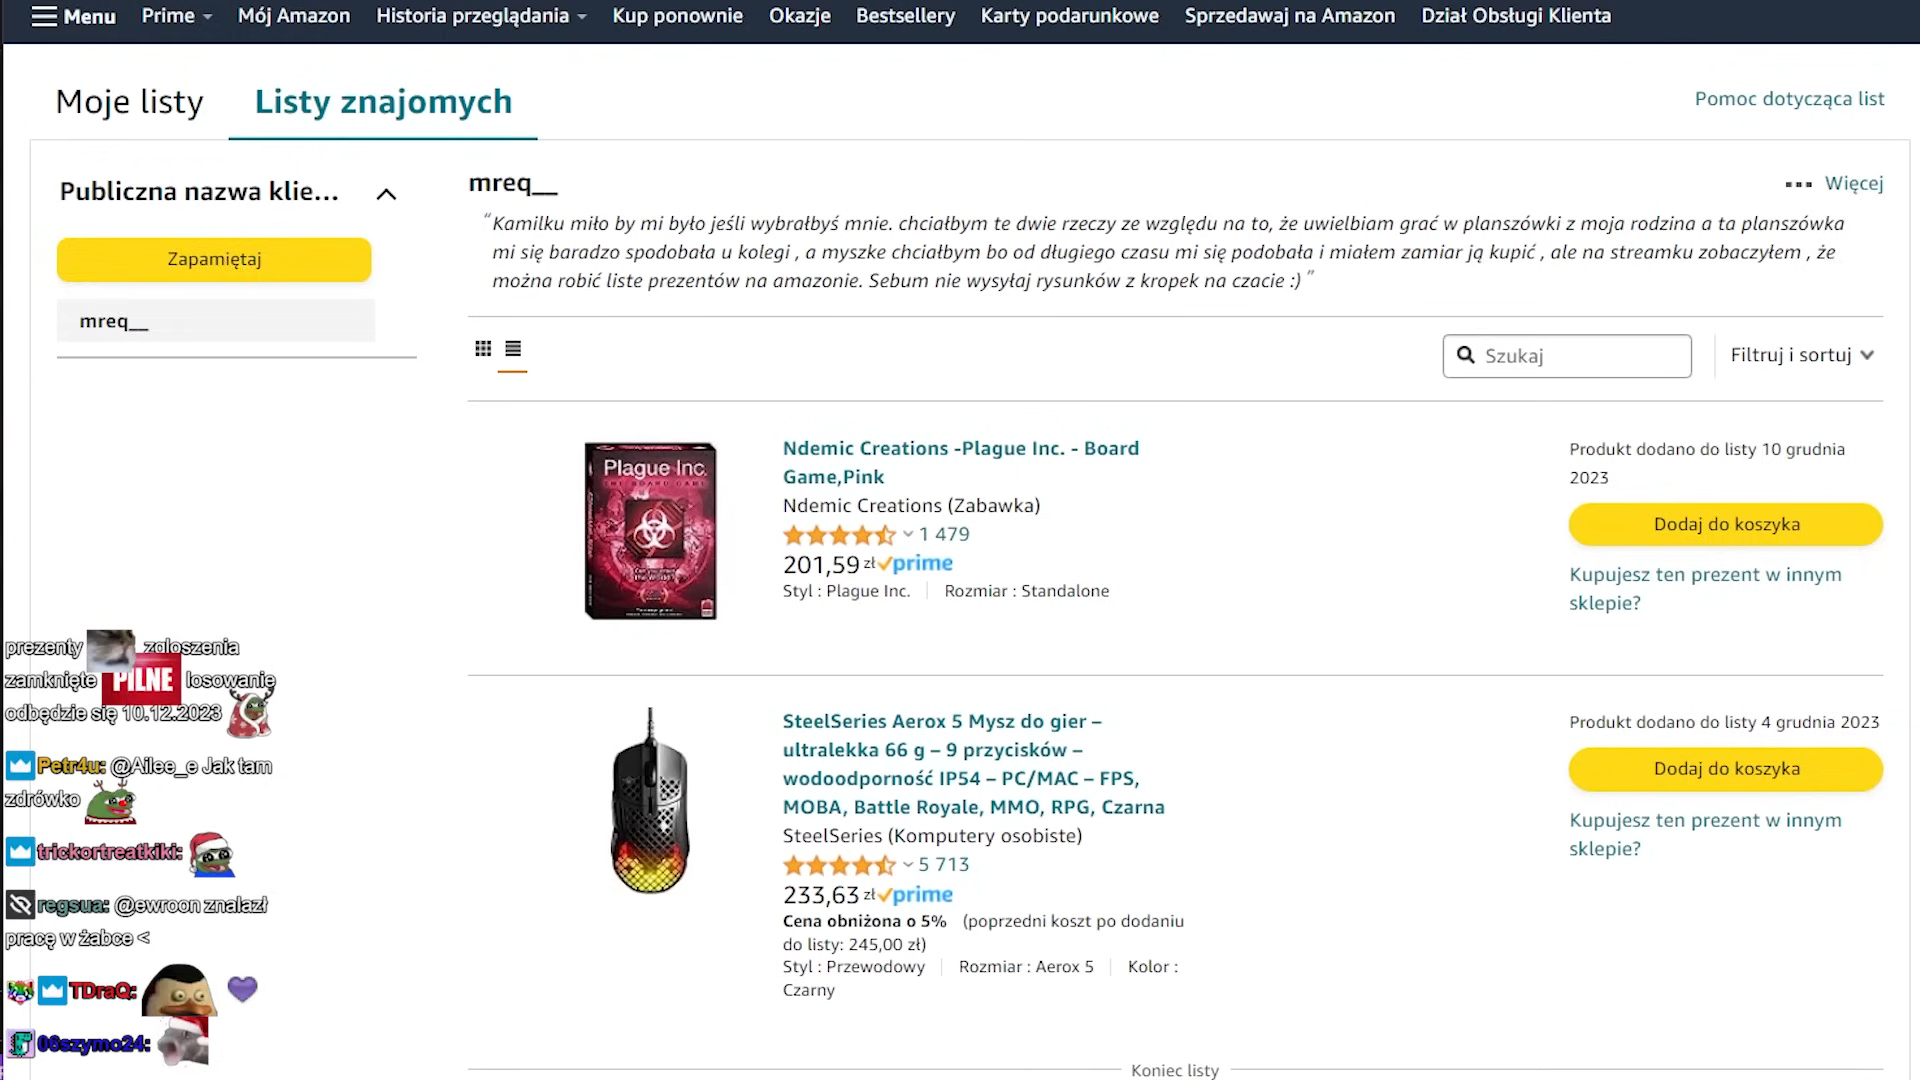 Menu Prime Mój Amazon Historia przeglądania Kup ponownie Okazje Bestsellery Karty podarunkowe Sprzedawaj na Amazon Dział Obsługi Klienta
Moje listy Listy znajomych Pomoc dotycząca list
Publiczna nazwa klie...
Zapamiętaj
mreq__
mreq__
Więcej
"Kamilku miło by mi było jeśli wybrałbyś mnie. chciałbym te dwie rzeczy ze względu na to, że uwielbiam grać w planszówki z moja rodzina a ta planszówka
mi się baradzo spodobała u kolegi , a myszke chciałbym bo od długiego czasu mi się podobała i miałem zamiar ją kupić , ale na streamku zobaczyłem , że
można robić liste prezentów na amazonie. Sebum nie wysyłaj rysunków z kropek na czacie :) "
Szukaj
Filtruj i sortuj
Plague Inc.
THE BOARD GAME
Ndemic Creations -Plague Inc. - Board
Game,Pink
Ndemic Creations (Zabawka)
1 479
201,59 zł prime
Styl : Plague Inc. Rozmiar : Standalone
Produkt dodano do listy 10 grudnia
2023
Dodaj do koszyka
Kupujesz ten prezent w innym
sklepie?
SteelSeries Aerox 5 Mysz do gier –
ultralekka 66 g – 9 przycisków –
wodoodporność IP54 – PC/MAC – FPS,
MOBA, Battle Royale, MMO, RPG, Czarna
SteelSeries (Komputery osobiste)
5 713
233,63 zł prime
Cena obniżona o 5% (poprzedni koszt po dodaniu
do listy: 245,00 zł)
Styl : Przewodowy Rozmiar : Aerox 5 Kolor :
Czarny
Produkt dodano do listy 4 grudnia 2023
Dodaj do koszyka
Kupujesz ten prezent w innym
sklepie?
Koniec listy
prezenty zgłoszenia
zamknięte PILNE losowanie
odbędzie się 10.12.2023
Petr4u: @Ailee_e Jak tam
zdrówko
trickortreatkiki:
regsua: @ewroon znalazł
pracę w żabce <
TDraQ:
06szymo24: